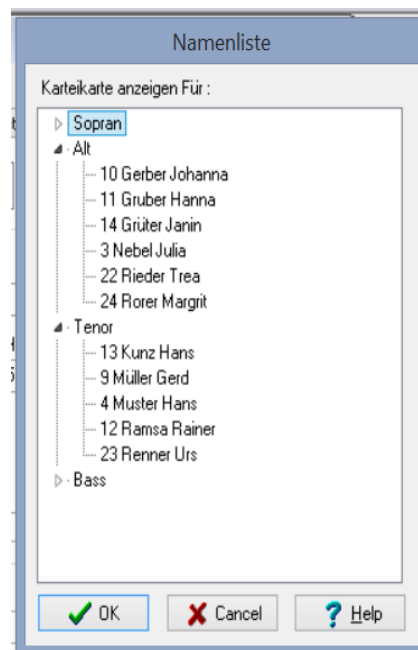 Namenliste
Karteikarte anzeigen Für :
Sopran
Alt
10 Gerber Johanna
11 Gruber Hanna
14 Grüter Janin
3 Nebel Julia
22 Rieder Trea
24 Rorer Margrit
Tenor
13 Kunz Hans
9 Müller Gerd
4 Muster Hans
12 Ramsa Rainer
23 Renner Urs
Bass
OK Cancel Help